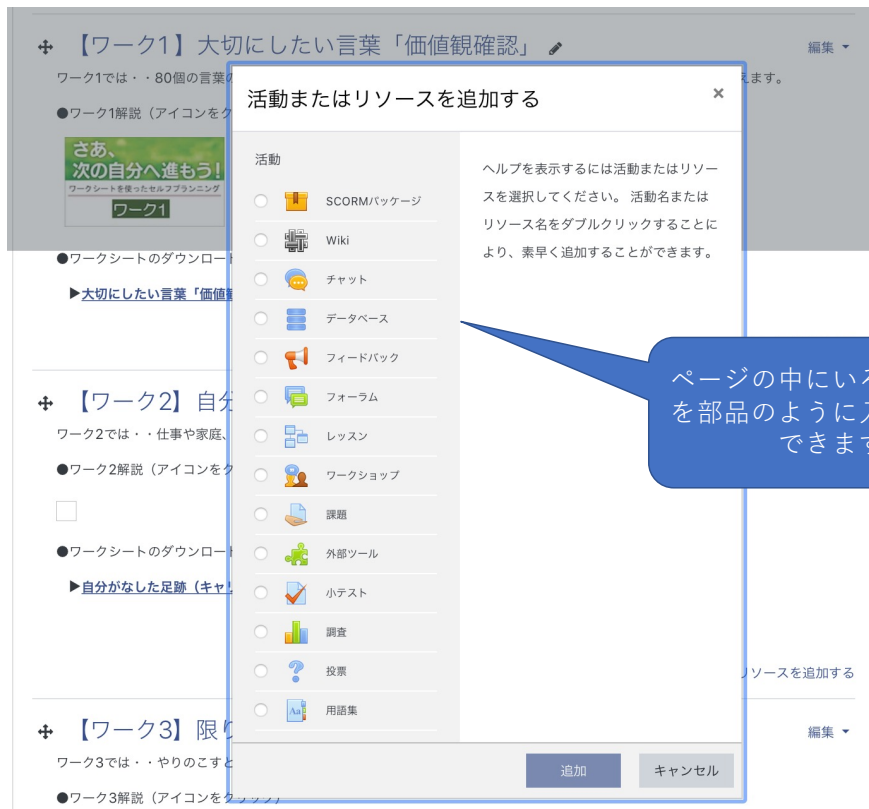 【ワーク1】大切にしたい言葉「価値観確認」
編集
ワーク1では・・80個の言葉の
えます。
●ワーク1解説（アイコンをク
さあ、
次の自分へ進もう!
ワークシートを使ったセルフプランニング
ワーク1
●ワークシートのダウンロード
▶大切にしたい言葉「価値
【ワーク2】自分
ワーク2では・・仕事や家庭、
●ワーク2解説（アイコンをク
●ワークシートのダウンロード
▶自分がなした足跡（キャリ
リソースを追加する
【ワーク3】限り
編集
ワーク3では・・やりのこすと
●ワーク3解説（アイコンをクリック）
活動またはリソースを追加する
×
活動
SCORMパッケージ
Wiki
チャット
データベース
フィードバック
フォーラム
レッスン
ワークショップ
課題
外部ツール
小テスト
調査
投票
用語集
ヘルプを表示するには活動またはリソー
スを選択してください。 活動名または
リソース名をダブルクリックすることに
より、素早く追加することができます。
追加
キャンセル
ページの中にいろ
を部品のように入
できます